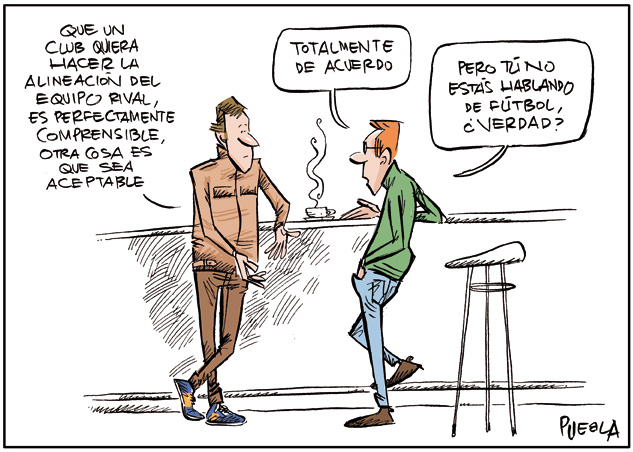 QUE UN
CLUB QUIERA
HACER LA
ALINEACIÓN DEL
EQUIPO RIVAL,
ES PERFECTAMENTE
COMPRENSIBLE,
OTRA COSA ES
QUE SEA
ACEPTABLE
TOTALMENTE
DE ACUERDO
PERO TÚ NO
ESTÁS HABLANDO
DE FÚTBOL,
¿VERDAD?
PUEBLA